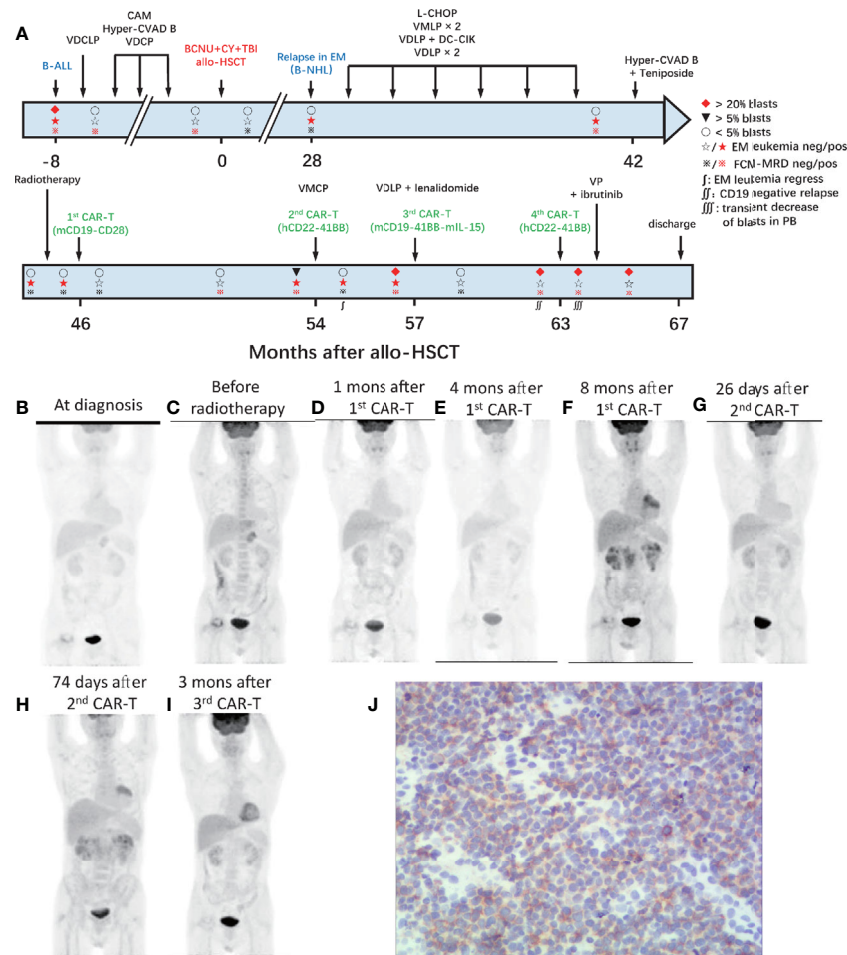 A
CAM
Hyper-CVAD B
VDCP
VDCLP
B-ALL
BCNU+CY+TBI
allo-HSCT
Relapse in EM
(B-NHL)
L-CHOP
VMLP × 2
VDLP + DC-CIK
VDLP × 2
Hyper-CVAD B
+ Teniposide
-8
0
28
42
> 20% blasts
> 5% blasts
< 5% blasts
☆/★ EM leukemia neg/pos
※/※ FCN-MRD neg/pos
∫: EM leukemia regress
∬: CD19 negative relapse
∭: transient decrease
of blasts in PB
Radiotherapy
1st CAR-T
(mCD19-CD28)
VMCP
2nd CAR-T
(hCD22-41BB)
VDLP + lenalidomide
3rd CAR-T
(mCD19-41BB-mIL-15)
4th CAR-T
(hCD22-41BB)
VP
+ ibrutinib
discharge
∫
∬
∭
46
54
57
63
67
Months after allo-HSCT
B
At diagnosis
C
Before
radiotherapy
D
1 mons after
1st CAR-T
E
4 mons after
1st CAR-T
F
8 mons after
1st CAR-T
G
26 days after
2nd CAR-T
H
74 days after
2nd CAR-T
I
3 mons after
3rd CAR-T
J